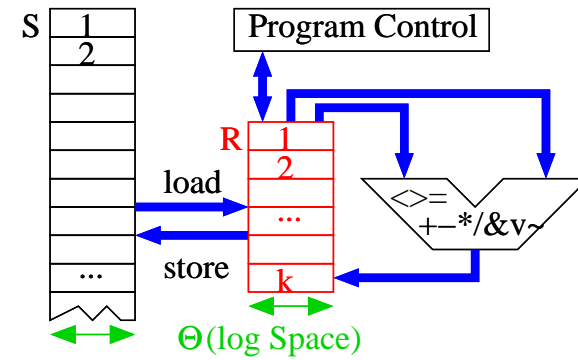 S
1
2
...
Program Control
R
1
2
...
k
load
store
<>=
+−*/&v~
Θ(log Space)